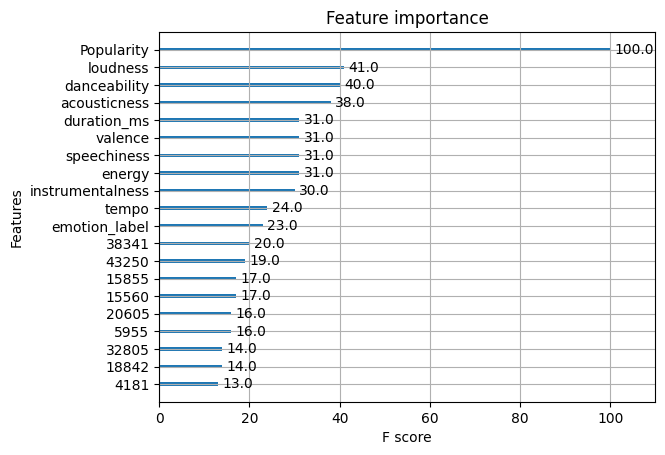 Feature importance
Features
Popularity 100.0
loudness 41.0
danceability 40.0
acousticness 38.0
duration_ms 31.0
valence 31.0
speechiness 31.0
energy 31.0
instrumentalness 30.0
tempo 24.0
emotion_label 23.0
38341 20.0
43250 19.0
15855 17.0
15560 17.0
20605 16.0
5955 16.0
32805 14.0
18842 14.0
4181 13.0
0 20 40 60 80 100
F score